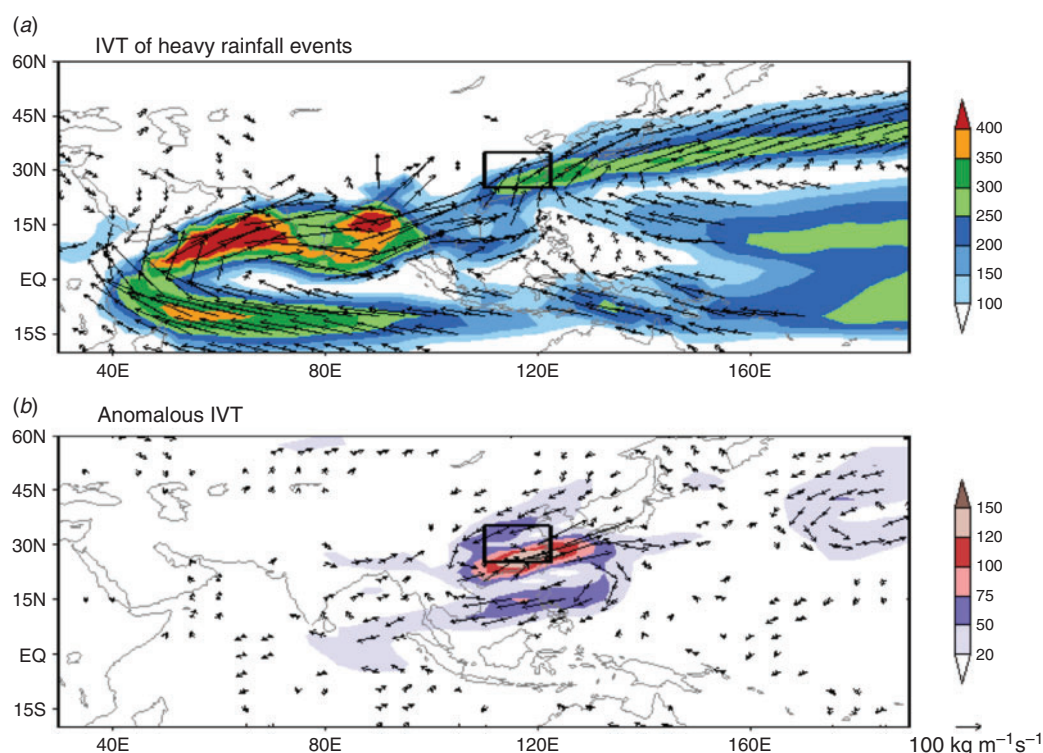 (a)
IVT of heavy rainfall events
60N
45N
30N
15N
EQ
15S
40E 80E 120E 160E
400
350
300
250
200
150
100
(b)
Anomalous IVT
60N
45N
30N
15N
EQ
15S
40E 80E 120E 160E
150
120
100
75
50
20
100 kg m⁻¹s⁻¹